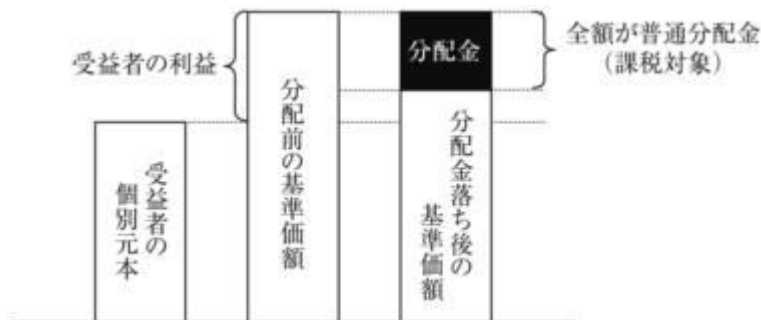 受益者の利益
分配金
全額が普通分配金
（課税対象）
受益者の
個別元本
分配前の基準価額
分配金落ち後の
基準価額